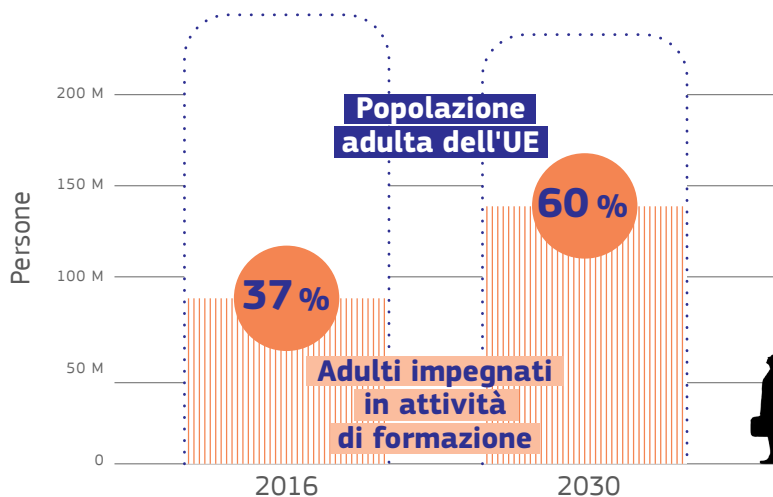 200 M
Popolazione
adulta dell'UE
150 M
60 %
Persone
100 M
37 %
50 M
Adulti impegnati
in attività
di formazione
0
2016
2030